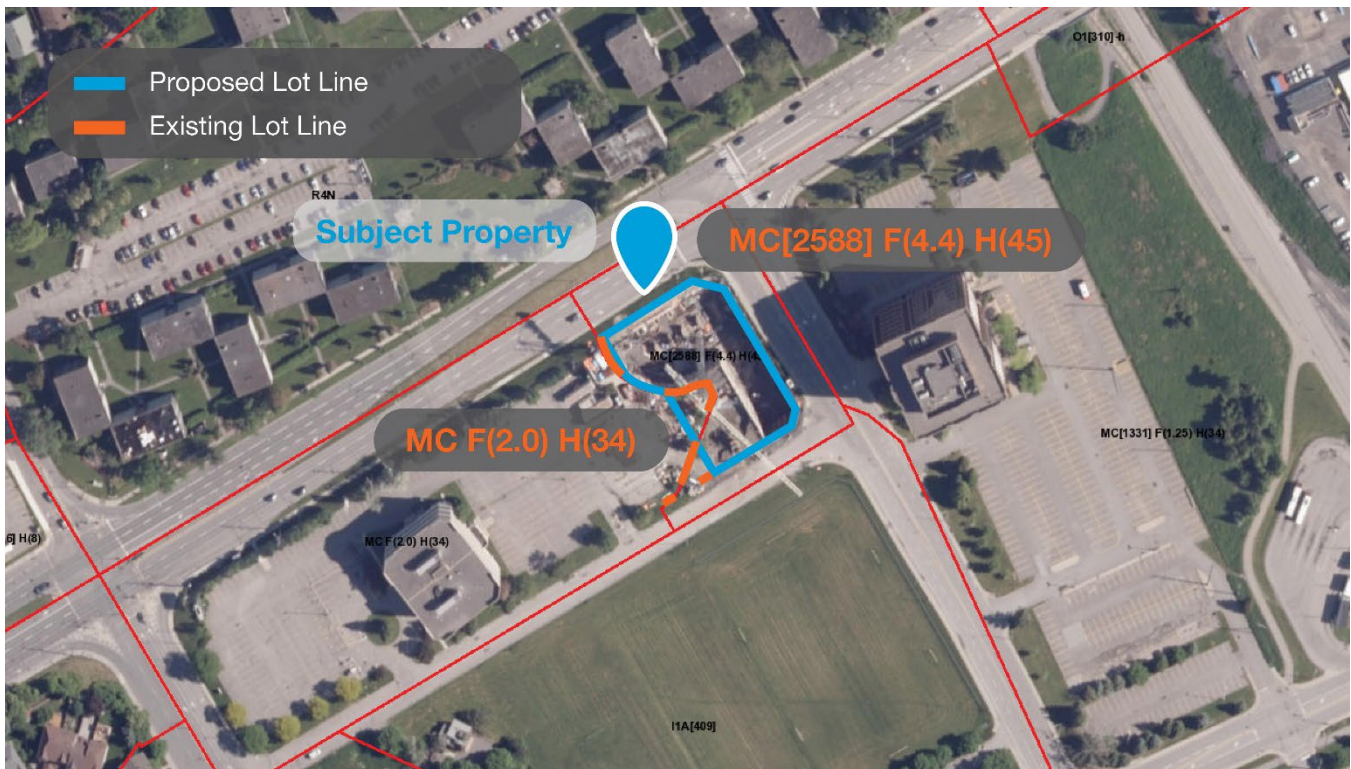 O1[310]-h
Proposed Lot Line
Existing Lot Line
R4N
Subject Property
MC[2588] F(4.4) H(45)
MC[2588] F(4.4) H(4
MC F(2.0) H(34)
MC[1331] F(1.25) H(34)
6] H(8)
MC F(2.0) H(34)
I1A[409]